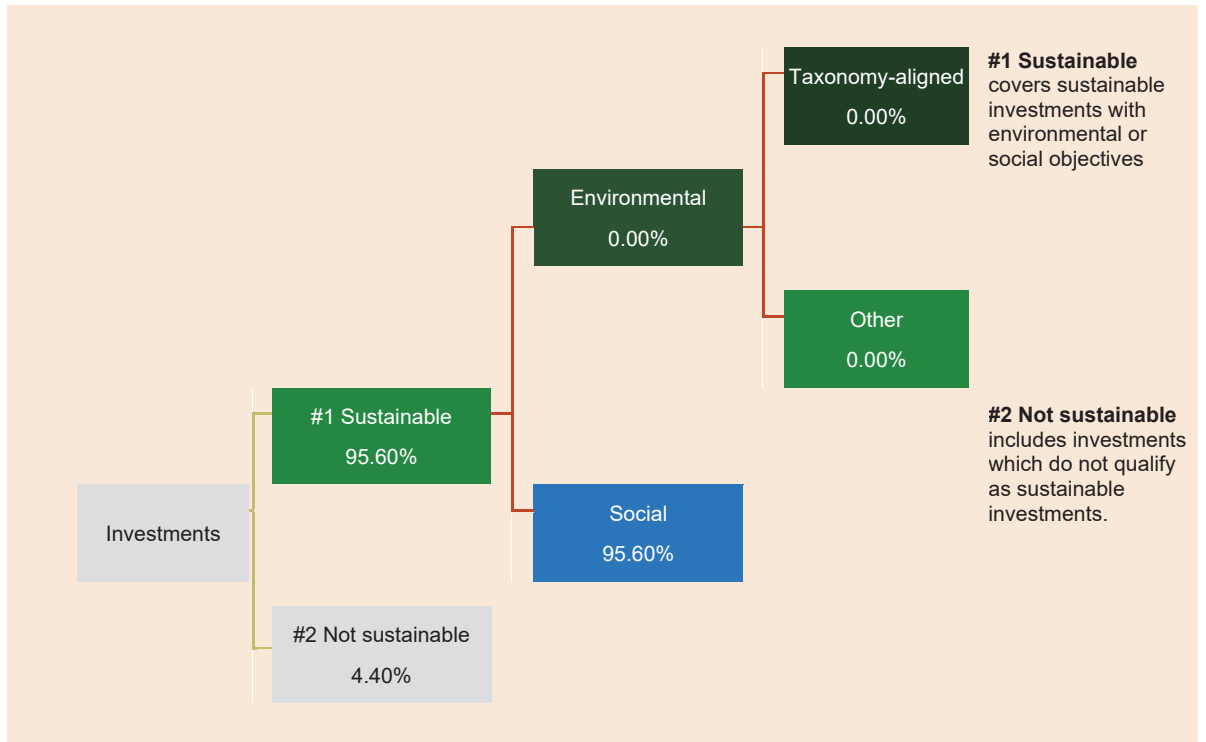 Investments
#1 Sustainable
95.60%
#2 Not sustainable
4.40%
Environmental
0.00%
Social
95.60%
Taxonomy-aligned
0.00%
Other
0.00%
#1 Sustainable
covers sustainable
investments with
environmental or
social objectives
#2 Not sustainable
includes investments
which do not qualify
as sustainable
investments.